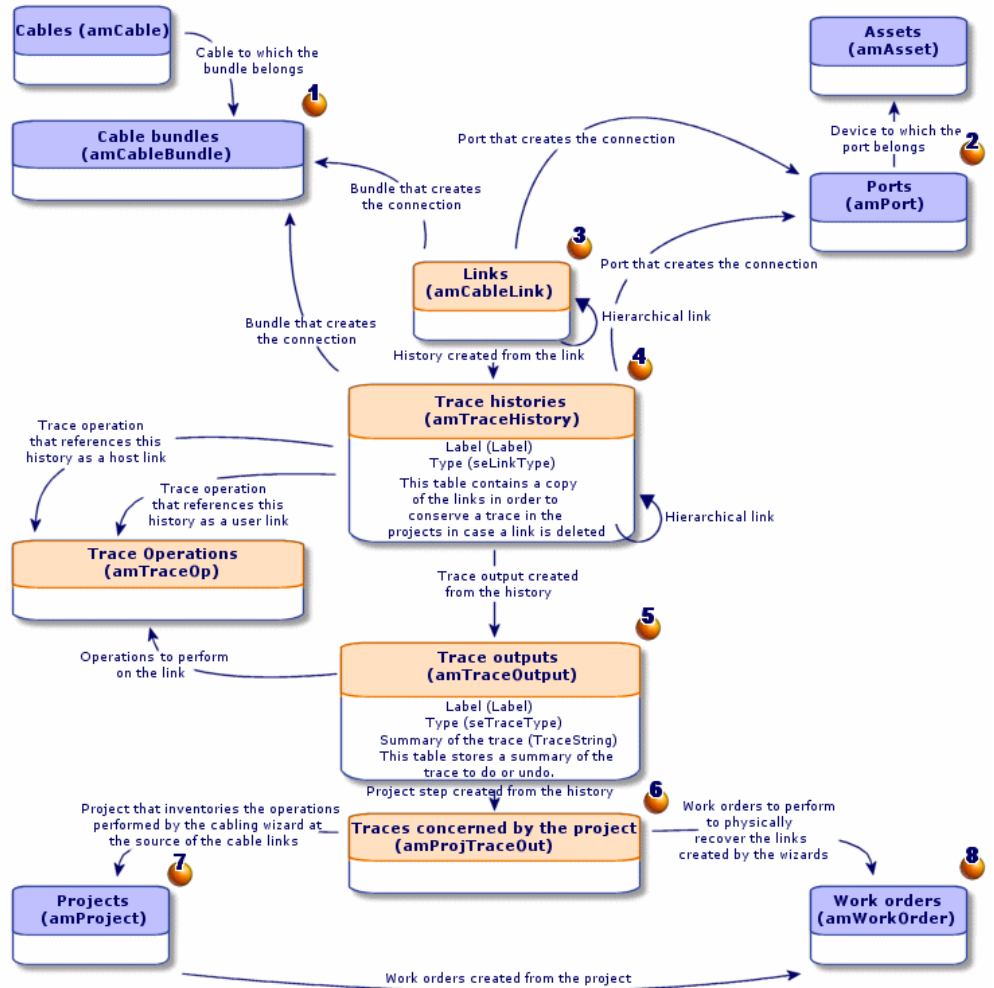 Cables (amCable)
Cable to which the
bundle belongs
1
Cable bundles
(amCableBundle)
Assets
(amAsset)
Device to which the
port belongs
2
Ports
(amPort)
Port that creates the connection
Bundle that creates
the connection
3
Links
(amCableLink)
Hierarchical link
Port that creates the connection
Bundle that creates
the connection
History created from the link
4
Trace histories
(amTraceHistory)
Label (Label)
Type (seLinkType)
This table contains a copy
of the links in order to
conserve a trace in the
projects in case a link is deleted
Hierarchical link
Trace operation
that references this
history as a host link
Trace operation
that references this
history as a user link
Trace Operations
(amTraceOp)
Trace output created
from the history
5
Operations to perform
on the link
Trace outputs
(amTraceOutput)
Label (Label)
Type (seTraceType)
Summary of the trace (TraceString)
This table stores a summary of the
trace to do or undo.
Project step created from the history
6
Traces concerned by the project
(amProjTraceOut)
Project that inventories the operations
performed by the cabling wizard at
the source of the cable links
Work orders to perform
to physically
recover the links
created by the wizards
7
Projects
(amProject)
8
Work orders
(amWorkOrder)
Work orders created from the project